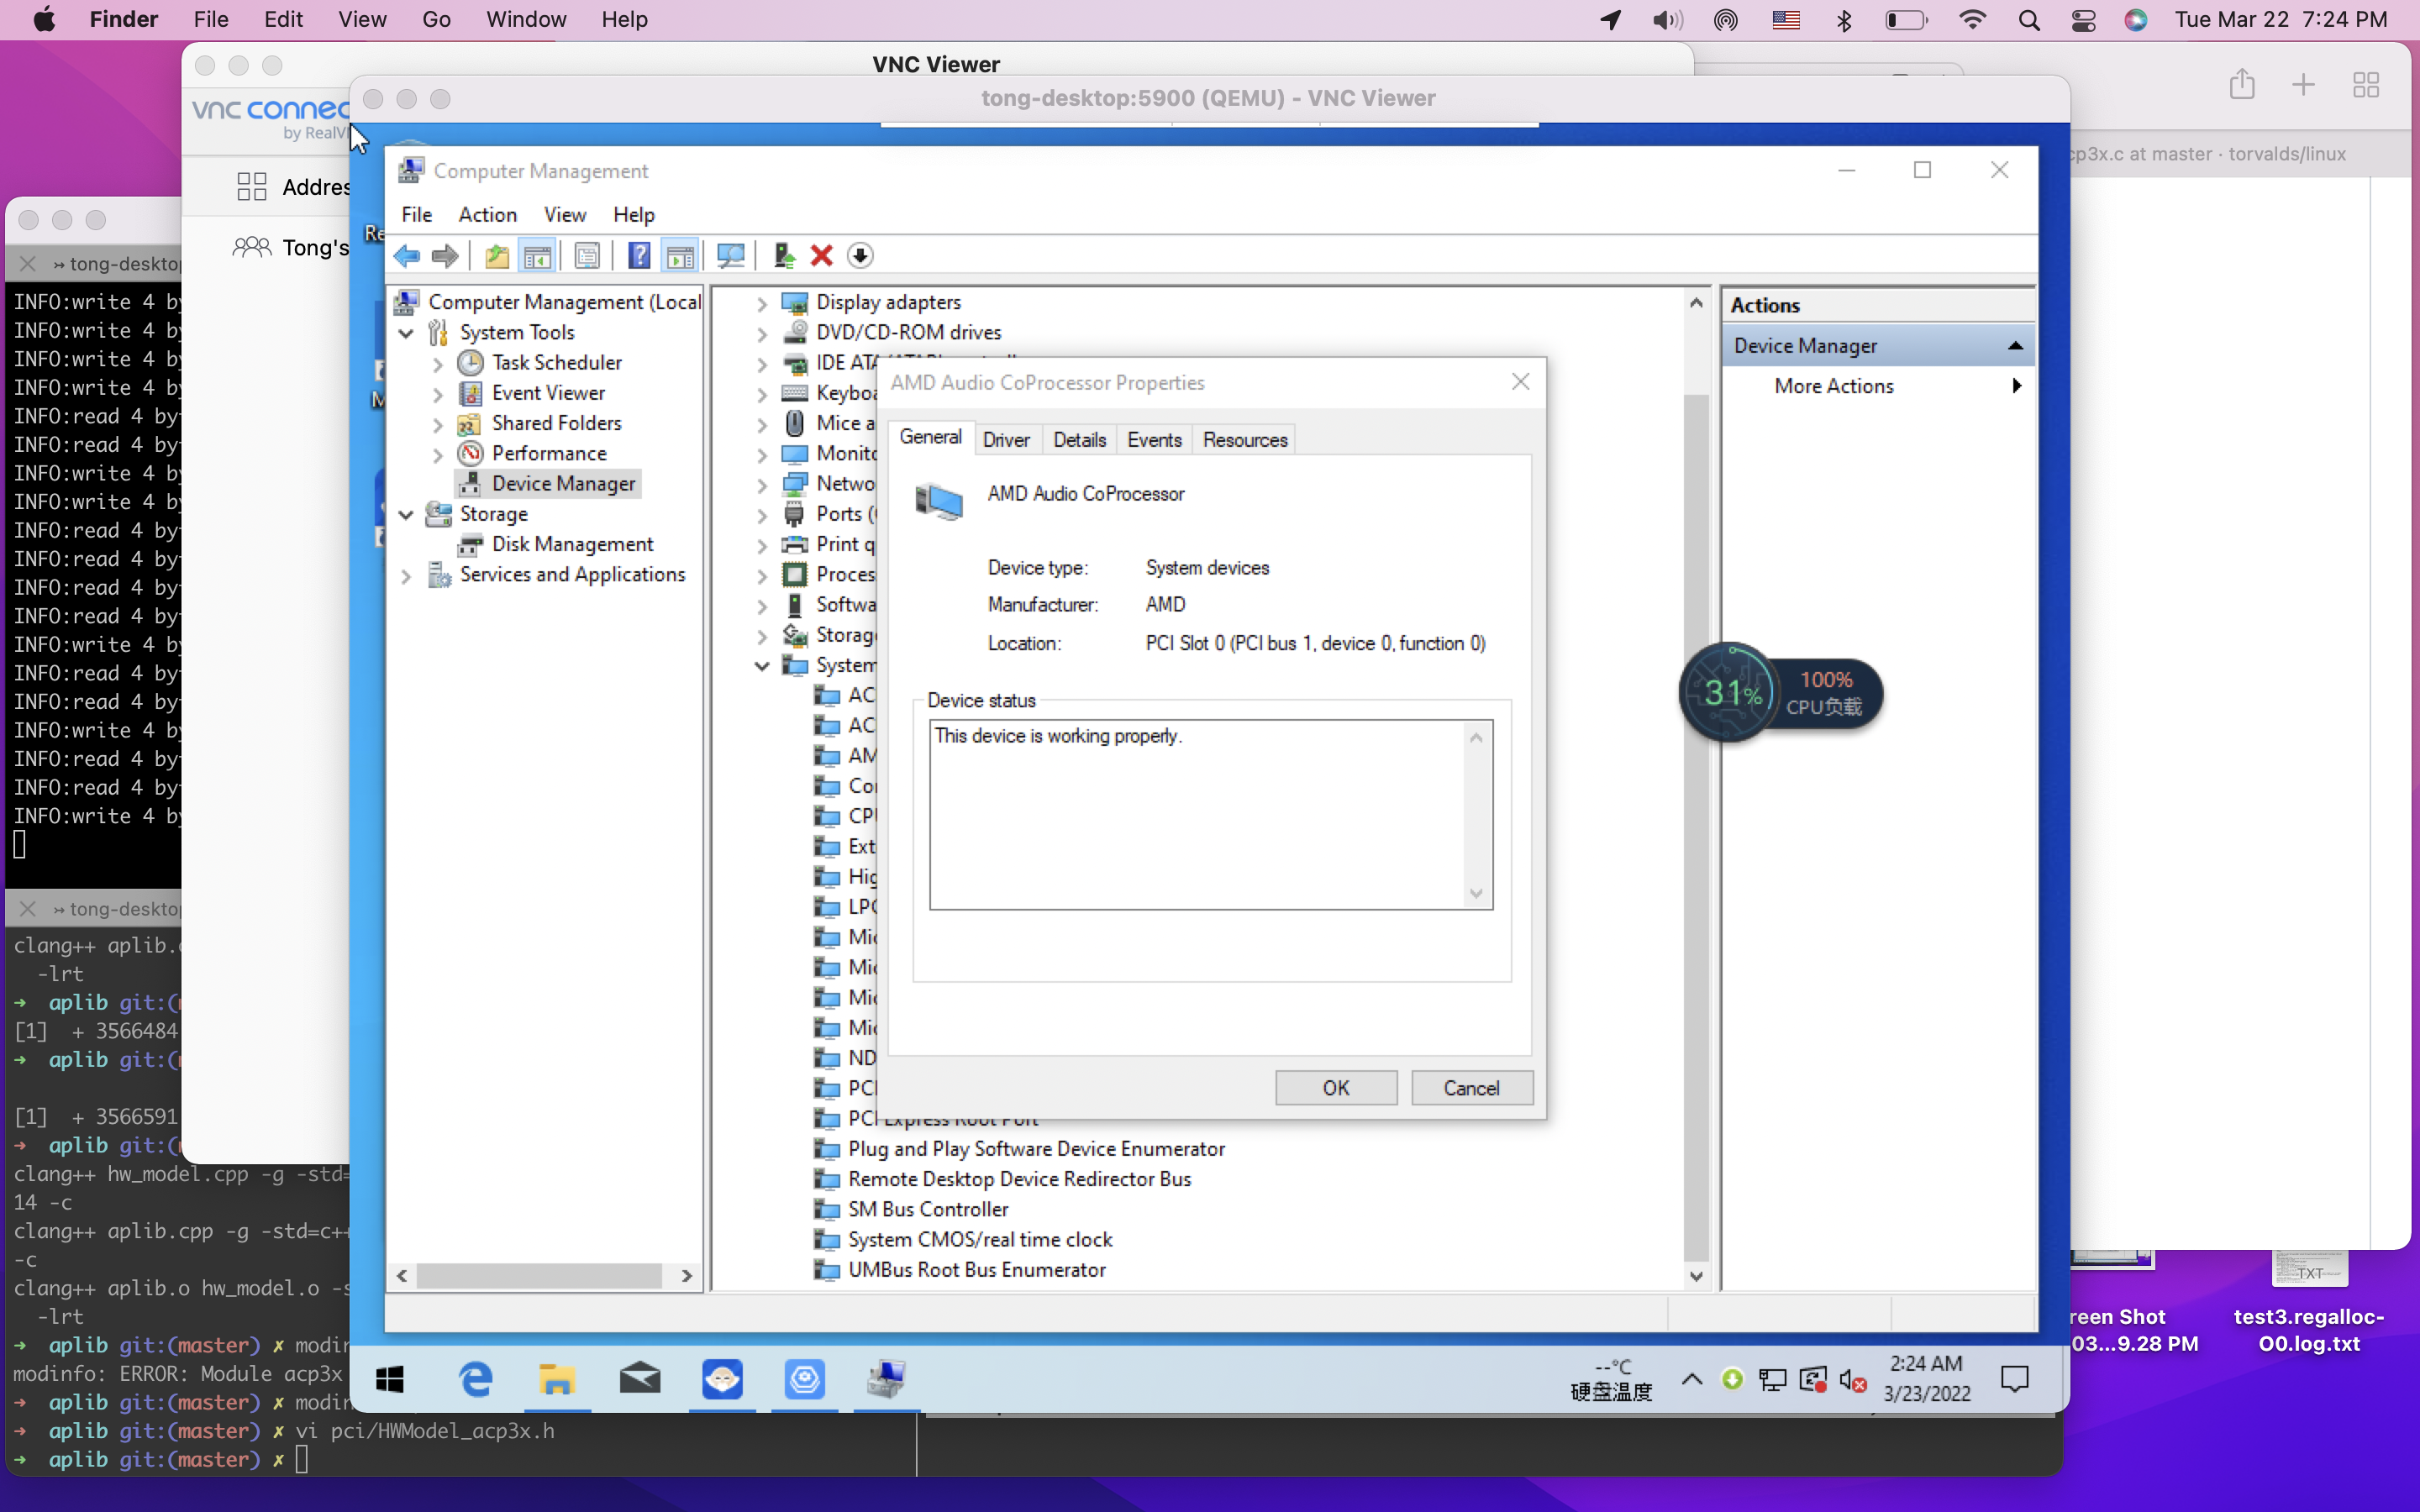 Finder File Edit View Go Window Help
Tue Mar 22 7:24 PM
VNC Viewer
vnc connec
by RealV
tong-desktop:5900 (QEMU) - VNC Viewer
cp3x.c at master · torvalds/linux
Addres
Tong's
Re
Computer Management
File Action View Help
Computer Management (Local
System Tools
Task Scheduler
Event Viewer
Shared Folders
Performance
Device Manager
Storage
Disk Management
Services and Applications
Display adapters
DVD/CD-ROM drives
IDE ATA/ATAPI
Keyboa
Mice a
Monito
Netwo
Ports (
Print q
Proces
Softwa
Storag
System
AC
AC
AM
Co
CPU
Ext
Hig
LPC
Mic
Mic
Mic
Mic
ND
PCI
PCI Express Root Port
Plug and Play Software Device Enumerator
Remote Desktop Device Redirector Bus
SM Bus Controller
System CMOS/real time clock
UMBus Root Bus Enumerator
AMD Audio CoProcessor Properties
General Driver Details Events Resources
AMD Audio CoProcessor
Device type: System devices
Manufacturer: AMD
Location: PCI Slot 0 (PCI bus 1, device 0, function 0)
Device status
This device is working properly.
OK Cancel
Actions
Device Manager
More Actions
31%
100%
CPU负载
→ tong-desktop
INFO:write 4 by
INFO:write 4 by
INFO:write 4 by
INFO:write 4 by
INFO:read 4 by
INFO:read 4 by
INFO:write 4 by
INFO:write 4 by
INFO:read 4 by
INFO:read 4 by
INFO:read 4 by
INFO:read 4 by
INFO:write 4 by
INFO:read 4 by
INFO:read 4 by
INFO:write 4 by
INFO:read 4 by
INFO:read 4 by
INFO:write 4 by
→ tong-desktop
clang++ aplib.
-lrt
→ aplib git:(
[1] + 3566484
→ aplib git:(
[1] + 3566591
→ aplib git:(
clang++ hw_model.cpp -g -std=
14 -c
clang++ aplib.cpp -g -std=c++
-c
clang++ aplib.o hw_model.o -s
-lrt
→ aplib git:(master) ✗ modin
modinfo: ERROR: Module acp3x
→ aplib git:(master) ✗ modin
→ aplib git:(master) ✗ vi pci/HWModel_acp3x.h
→ aplib git:(master) ✗
--°C
硬盘温度
2:24 AM
3/23/2022
TXT
reen Shot
03...9.28 PM
test3.regalloc-
O0.log.txt